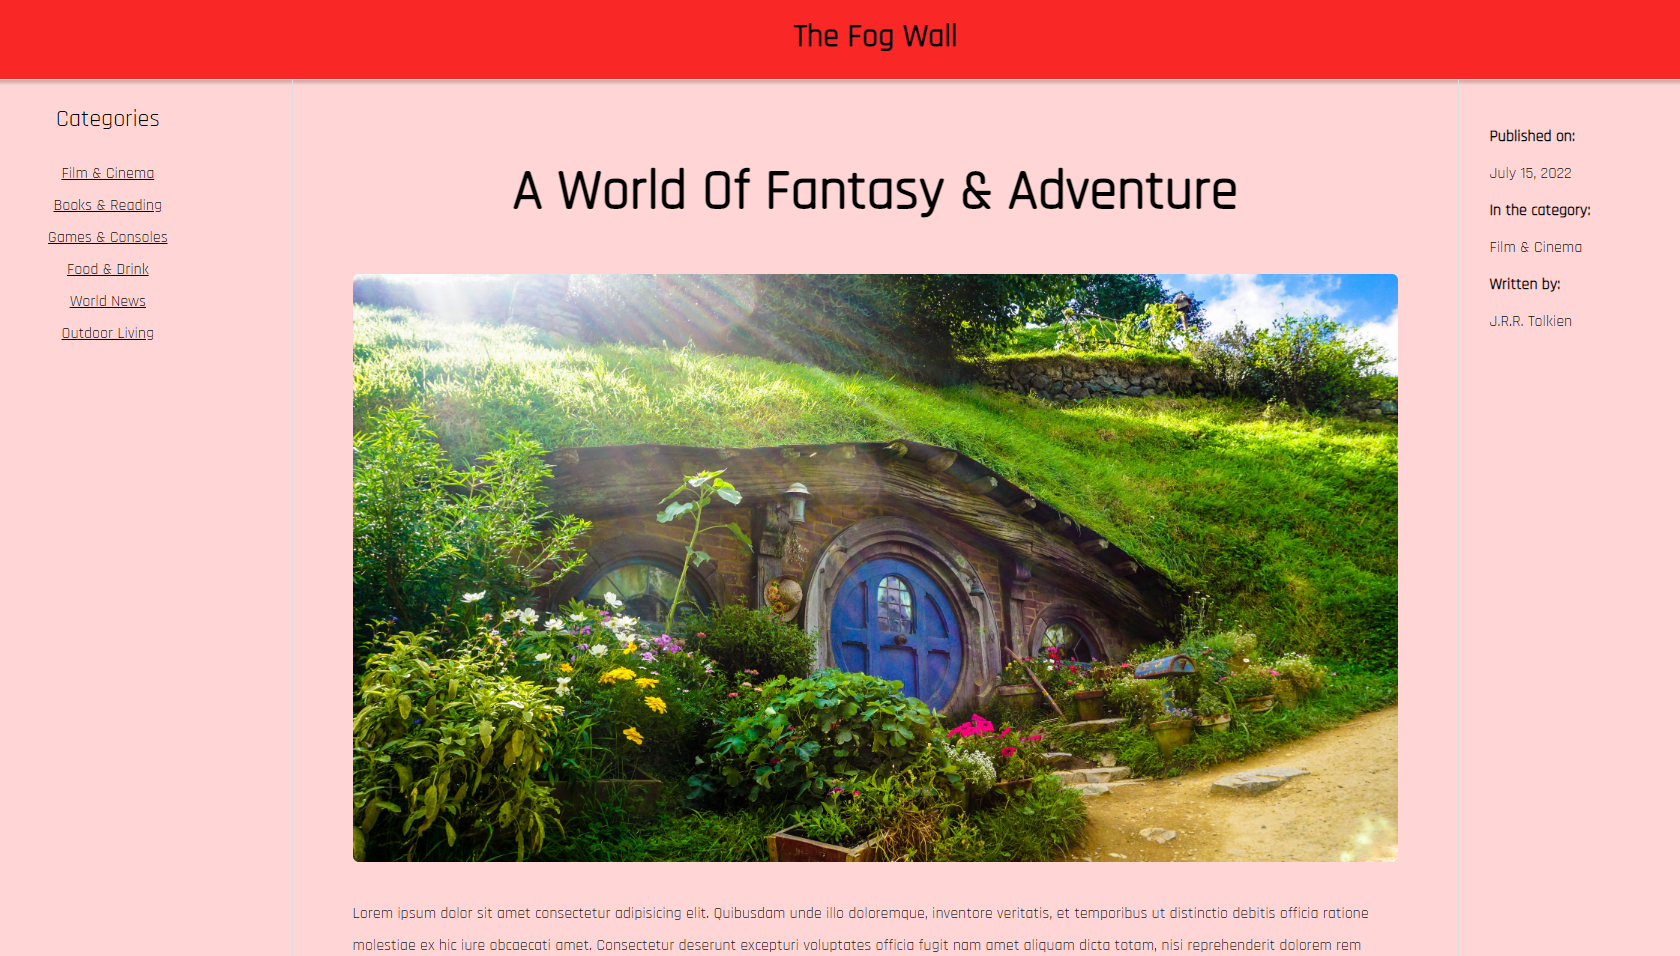 The Fog Wall
Categories
Film & Cinema
Books & Reading
Games & Consoles
Food & Drink
World News
Outdoor Living
A World Of Fantasy & Adventure
Lorem ipsum dolor sit amet consectetur adipisicing elit. Quibusdam unde illo doloremque, inventore veritatis, et temporibus ut distinctio debitis officia ratione
molestiae ex hic iure obcaecati amet. Consectetur deserunt excepturi voluptates officia fugit nam amet aliquam dicta totam, nisi reprehenderit dolorem rem
Published on:
July 15, 2022
In the category:
Film & Cinema
Written by:
J.R.R. Tolkien